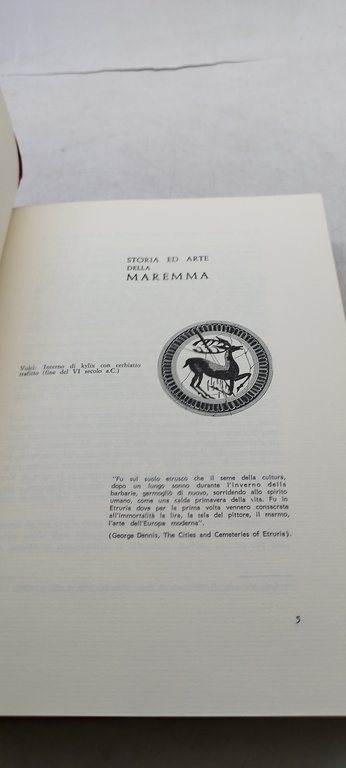 STORIA ED ARTE
DELLA
MAREMMA
Vulci: Interno di kylix con cerbiatto
trafitto (fine del VI secolo a.C.)
"Fu sul suolo etrusco che il seme della cultura,
dopo un lungo sonno durante l'inverno della
barbarie, germogliò di nuovo, sorridendo allo spirito
umano, come una calda primavera della vita. Fu in
Etruria dove per la prima volta vennero consacrate
all'immortalità la lira, la tela del pittore, il marmo,
l'arte dell'Europa moderna".
(George Dennis, The Cities and Cemeteries of Etruria).
5